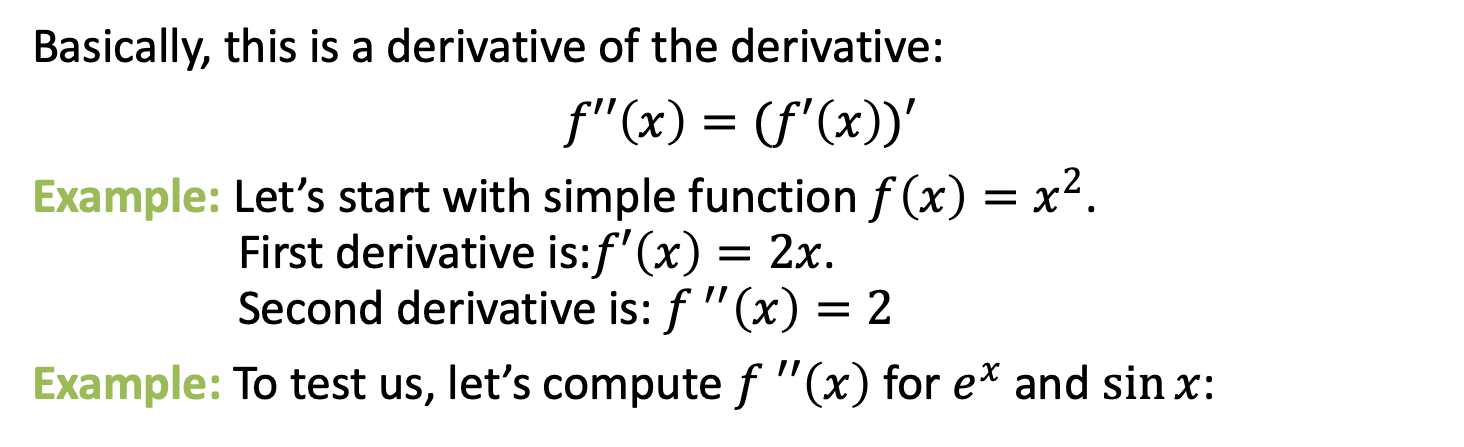 Basically, this is a derivative of the derivative:
f''(x) = (f'(x))'
Example: Let’s start with simple function f(x) = x².
First derivative is:f'(x) = 2x.
Second derivative is: f ''(x) = 2
Example: To test us, let’s compute f ''(x) for eˣ and sin x: